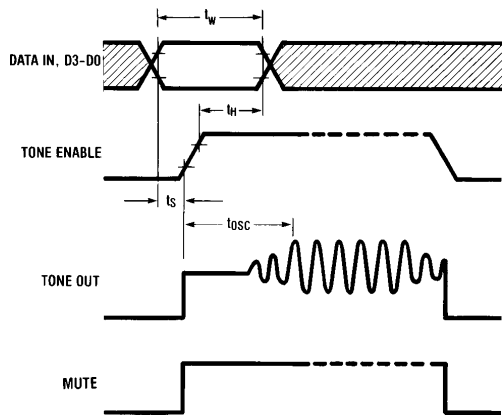 tW
DATA IN, D3-D0
tH
TONE ENABLE
tS
tOSC
TONE OUT
MUTE